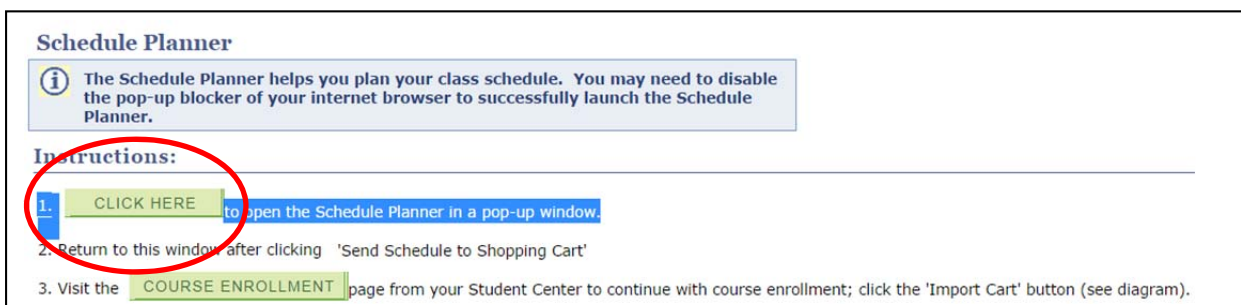 Schedule Planner
The Schedule Planner helps you plan your class schedule. You may need to disable
the pop-up blocker of your internet browser to successfully launch the Schedule
Planner.
Instructions:
1. CLICK HERE to open the Schedule Planner in a pop-up window.
2. Return to this window after clicking 'Send Schedule to Shopping Cart'
3. Visit the COURSE ENROLLMENT page from your Student Center to continue with course enrollment; click the 'Import Cart' button (see diagram).